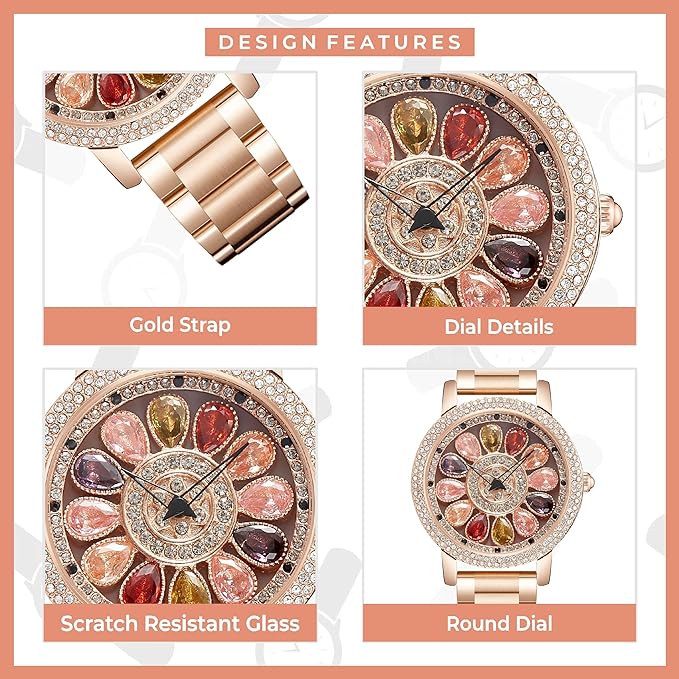 DESIGN FEATURES
Gold Strap
Dial Details
Scratch Resistant Glass
Round Dial